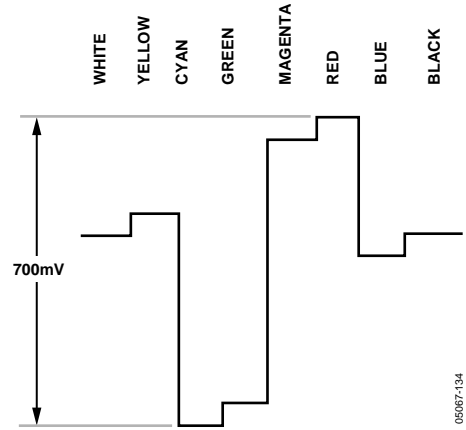 WHITE
YELLOW
CYAN
GREEN
MAGENTA
RED
BLUE
BLACK
700mV
05067-134